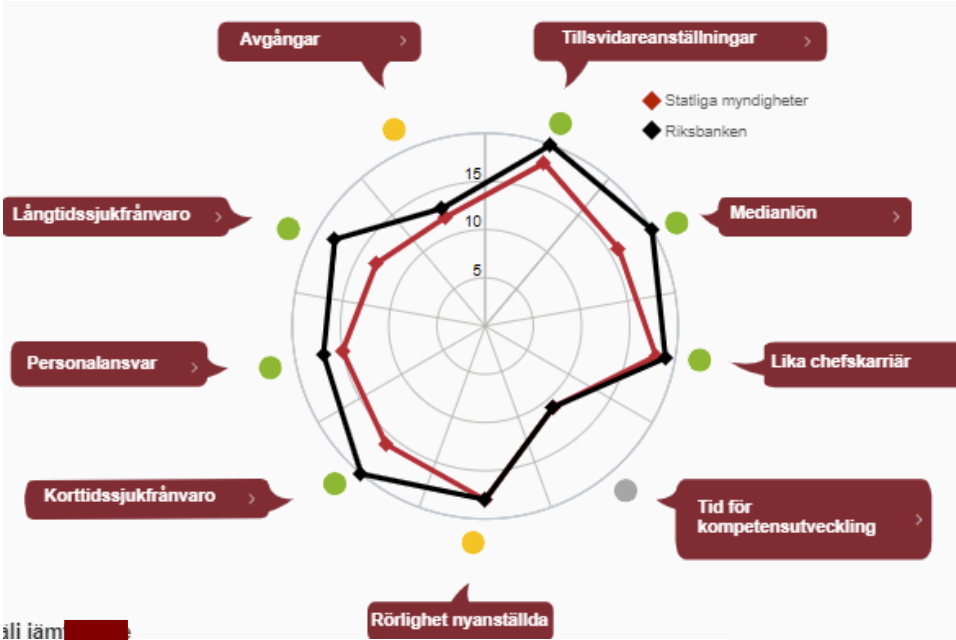 Avgångar
Tillsvidareanställningar
Statliga myndigheter
Riksbanken
15
10
5
Långtidssjukfrånvaro
Medianlön
Personalansvar
Lika chefskarriär
Korttidssjukfrånvaro
Tid för
kompetensutveckling
Rörlighet nyanställda